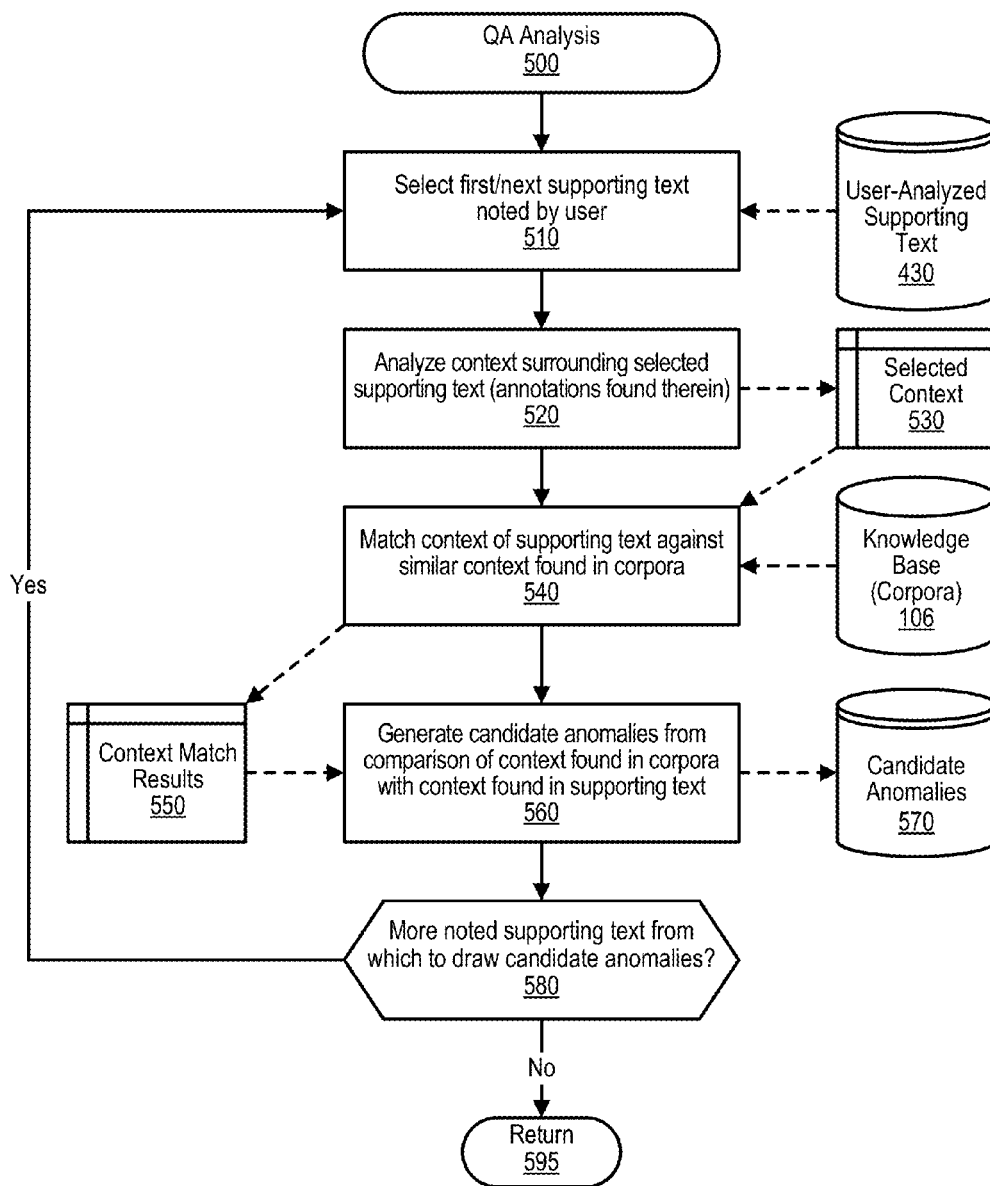 QA Analysis
500
Select first/next supporting text
noted by user
510
User-Analyzed
Supporting
Text
430
Analyze context surrounding selected
supporting text (annotations found therein)
520
Selected
Context
530
Match context of supporting text against
similar context found in corpora
540
Knowledge
Base
(Corpora)
106
Yes
Context Match
Results
550
Generate candidate anomalies from
comparison of context found in corpora
with context found in supporting text
560
Candidate
Anomalies
570
More noted supporting text from
which to draw candidate anomalies?
580
No
Return
595